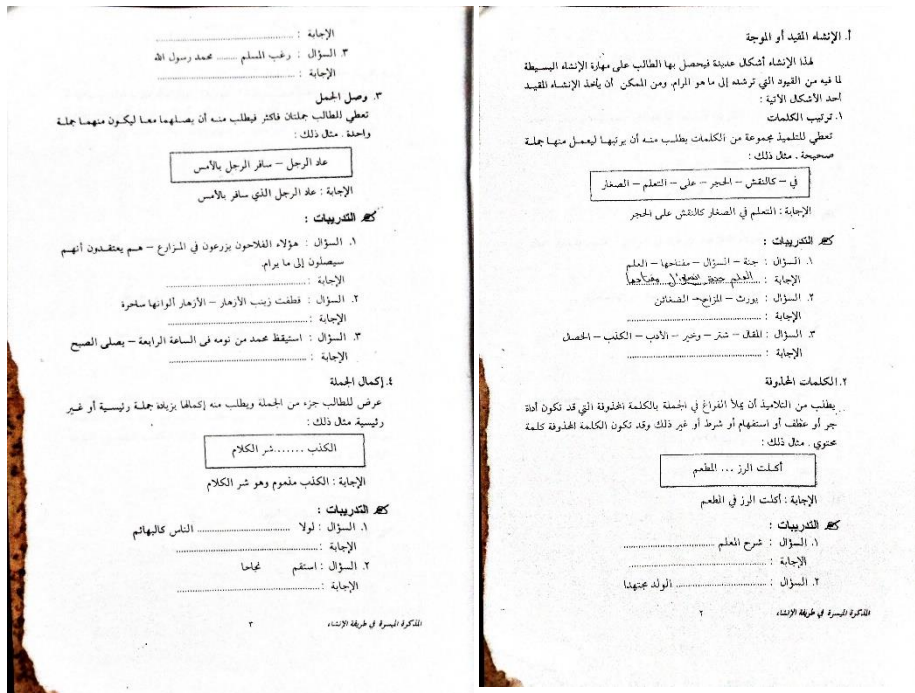 أ. الإنشاء المقيد أو الموجة
لهذا الإنشاء أشكال عديدة فيحصل بها الطالب على مهارة الإنشاء البسيطة
لما فيه من القيود التي ترشده إلى ما هو المرام. ومن الممكن أن يأخذ الإنشاء المقيد
أحد الأشكال الآتية :
١. ترتيب الكلمات
تعطي للتلميذ مجموعة من الكلمات يطلب منه أن يرتبها ليعمل منها جملة
صحيحة . مثال ذلك :
في – كالنقش – الحجر – على – التعلم – الصغار
الإجابة : التعلم في الصغار كالنقش على الحجر
التدريبات :
١. السؤال : جنة – السؤال – مفتاحها – العلم
الإجابة : العلم جنة السؤال مفتاحها
٢. السؤال : يورث – المزاح – الضغائن
الإجابة : ........................
٣. السؤال : المقال – شر – وخير – الأدب – الكذب – الخصل
الإجابة : ........................
٢. الكلمات المحذوفة
يطلب من التلاميذ أن يملأ الفراغ في الجملة بالكلمة المحذوفة التي قد تكون أداة
جر أو عطف أو استفهام أو شرط أو غير ذلك وقد تكون الكلمة المحذوفة كلمة
محتوي . مثال ذلك :
أكلت الرز ... المطعم
الإجابة : أكلت الرز في المطعم
التدريبات :
١. السؤال : شرح المعلم ........................
الإجابة : ........................
٢. السؤال : ........................ الولد مجتهدا
المذكرة الميسرة في طريقة الإنشاء ٢
الإجابة : ........................
٣. السؤال : رغب المسلم ....... محمد رسول الله
الإجابة : ........................
٣. وصل الجمل
تعطي للطالب جملتان فأكثر فيطلب منه أن يصلهما معا ليكون منهما جملة
واحدة . مثال ذلك :
عاد الرجل – سافر الرجل بالأمس
الإجابة : عاد الرجل الذي سافر بالأمس
التدريبات :
١. السؤال : هؤلاء الفلاحون يزرعون في المزارع – هم يعتقدون أنهم
سيصلون إلى ما يرام.
الإجابة : ........................
٢. السؤال : قطفت زينب الأزهار – الأزهار ألوانها ساحرة
الإجابة : ........................
٣. السؤال : استيقظ محمد من نومه فى الساعة الرابعة – يصلى الصبح
الإجابة : ........................
٤. إكمال الجملة
عرض للطالب جزء من الجملة ويطلب منه إكمالها بزيادة جملة رئيسية أو غير
رئيسية. مثال ذلك :
الكذب .......شر الكلام
الإجابة : الكذب مذموم وهو شر الكلام
التدريبات :
١. السؤال : لولا ........................ الناس كالبهائم
الإجابة : ........................
٢. السؤال : استقم نجاحا
الإجابة : ........................
المذكرة الميسرة في طريقة الإنشاء ٣